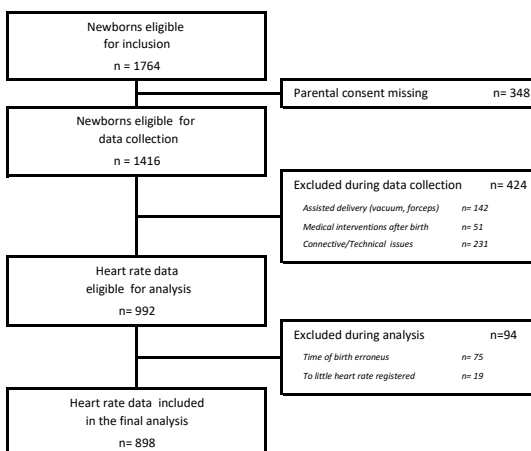 Newborns eligible
for inclusion
n = 1764
Parental consent missing n= 348
Newborns eligible for
data collection
n = 1416
Excluded during data collection n= 424
Assisted delivery (vacuum, forceps) n= 142
Medical interventions after birth n= 51
Connective/Technical issues n= 231
Heart rate data
eligible for analysis
n= 992
Excluded during analysis n=94
Time of birth erroneus n= 75
To little heart rate registered n= 19
Heart rate data included
in the final analysis
n= 898